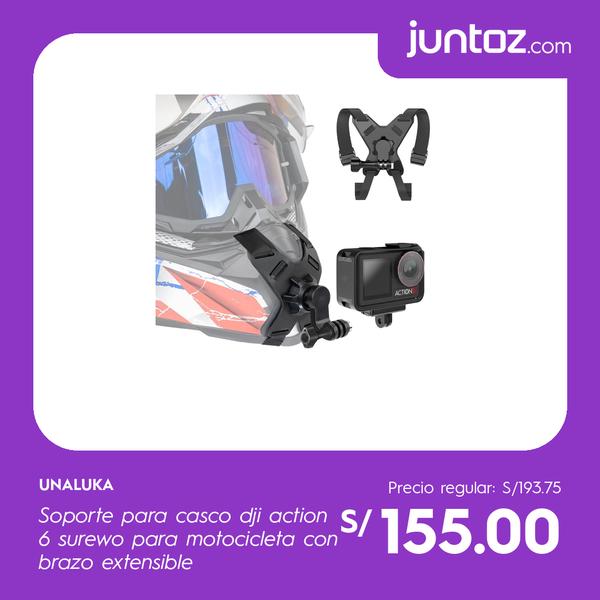 juntoz.com
ACTION
UNALUKA
Soporte para casco dji action
6 surewo para motocicleta con
brazo extensible
Precio regular: S/193.75
S/155.00